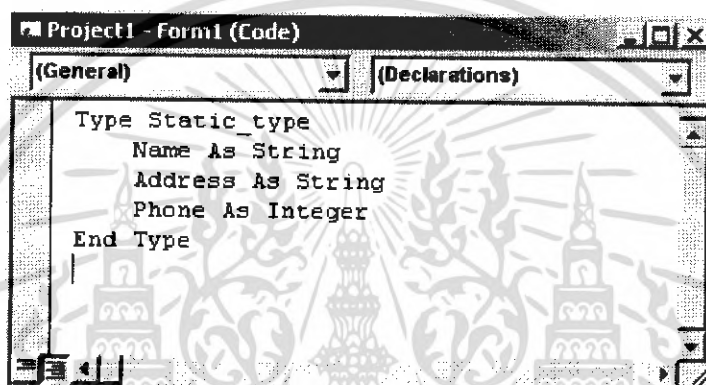 Project1 - Form1 (Code)
(General) (Declarations)
Type Static_type
Name As String
Address As String
Phone As Integer
End Type